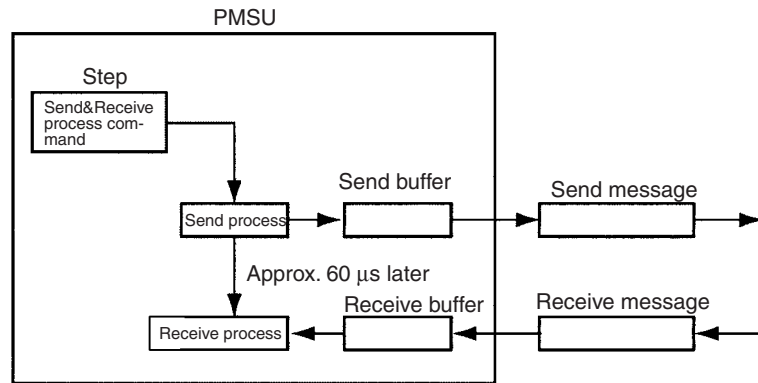 PMSU
Step
Send&Receive
process com-
mand
Send buffer
Send message
Send process
Approx. 60 μs later
Receive buffer
Receive message
Receive process